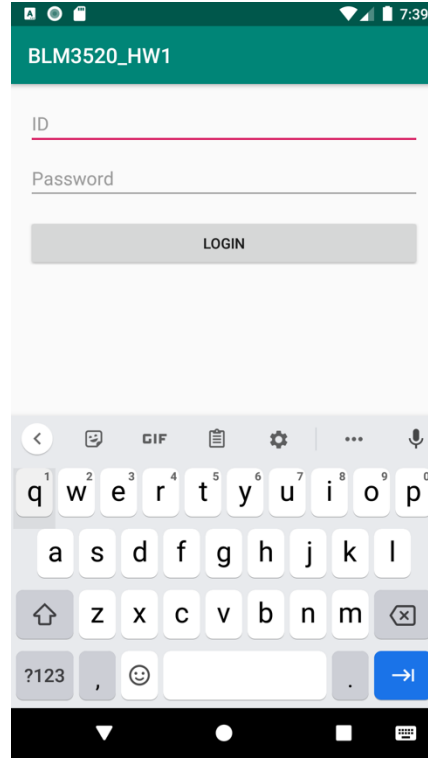 A 7:39
BLM3520_HW1
ID
Password
LOGIN
GIF
q1 w2 e3 r4 t5 y6 u7 i8 o9 p0
a s d f g h j k l
z x c v b n m
?123 , .